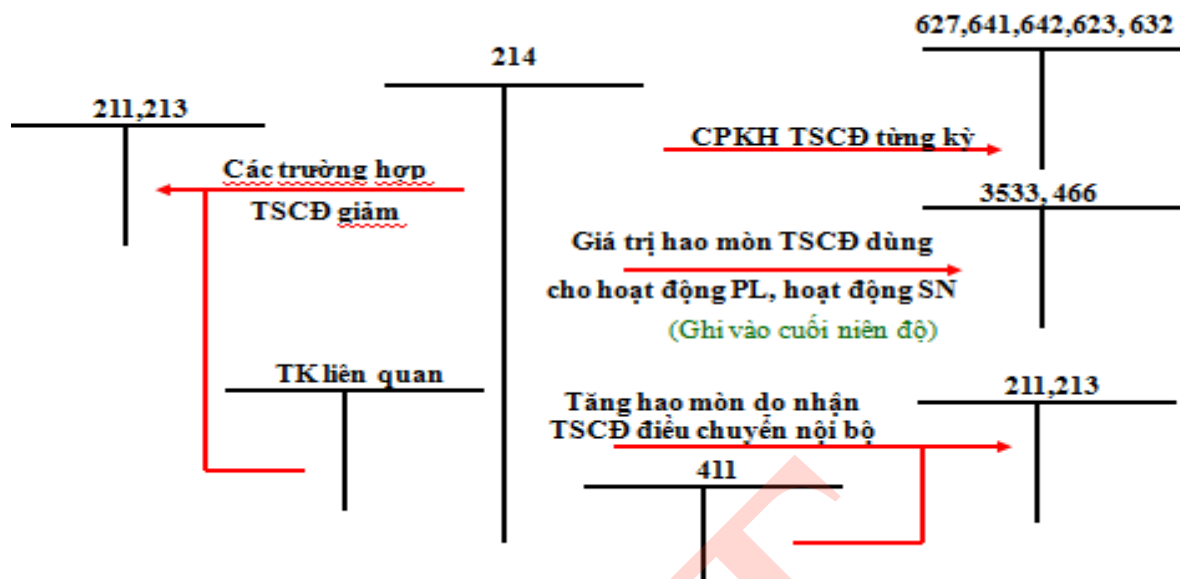 627,641,642,623, 632
214
211,213
CPKH TSCĐ từng kỳ
Các trường hợp
TSCĐ giảm
3533, 466
Giá trị hao mòn TSCĐ dùng
cho hoạt động PL, hoạt động SN
(Ghi vào cuối niên độ)
TK liên quan
Tăng hao mòn do nhận
TSCĐ điều chuyển nội bộ
211,213
411